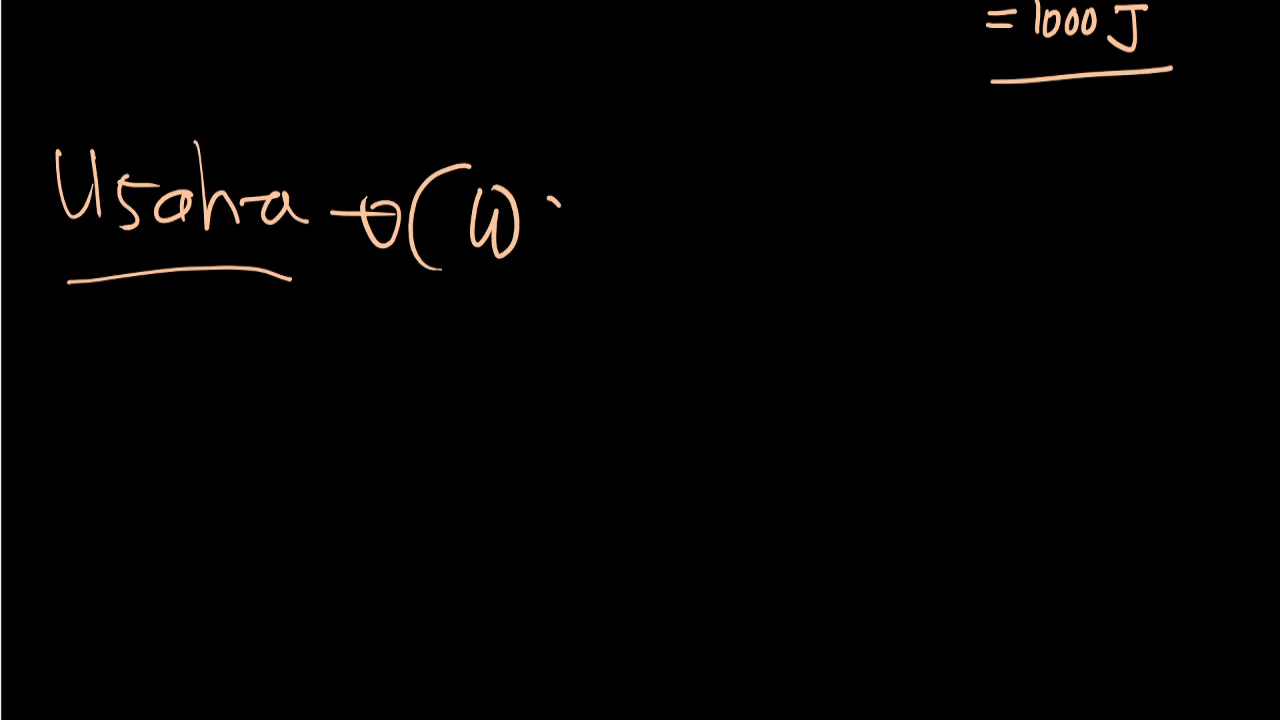 = 1000 J
Usaha → (W